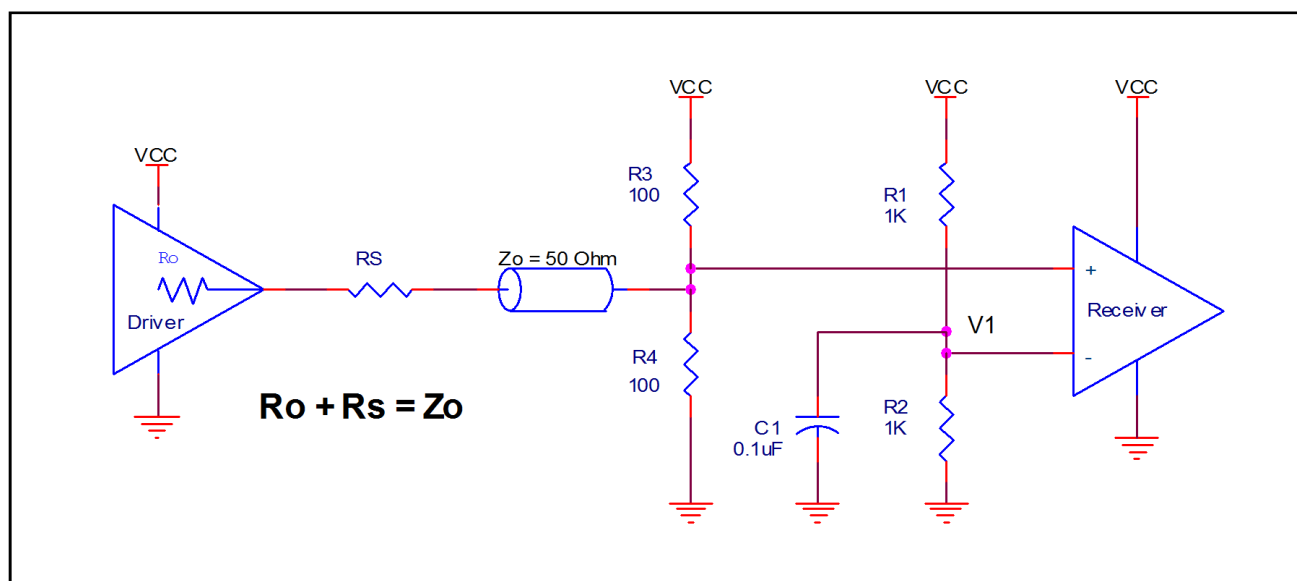 VCC
VCC
VCC
VCC
R3
100
R1
1K
Ro
RS
Zo = 50 Ohm
+
Driver
Receiver
V1
-
R4
100
Ro + Rs = Zo
C1
0.1uF
R2
1K